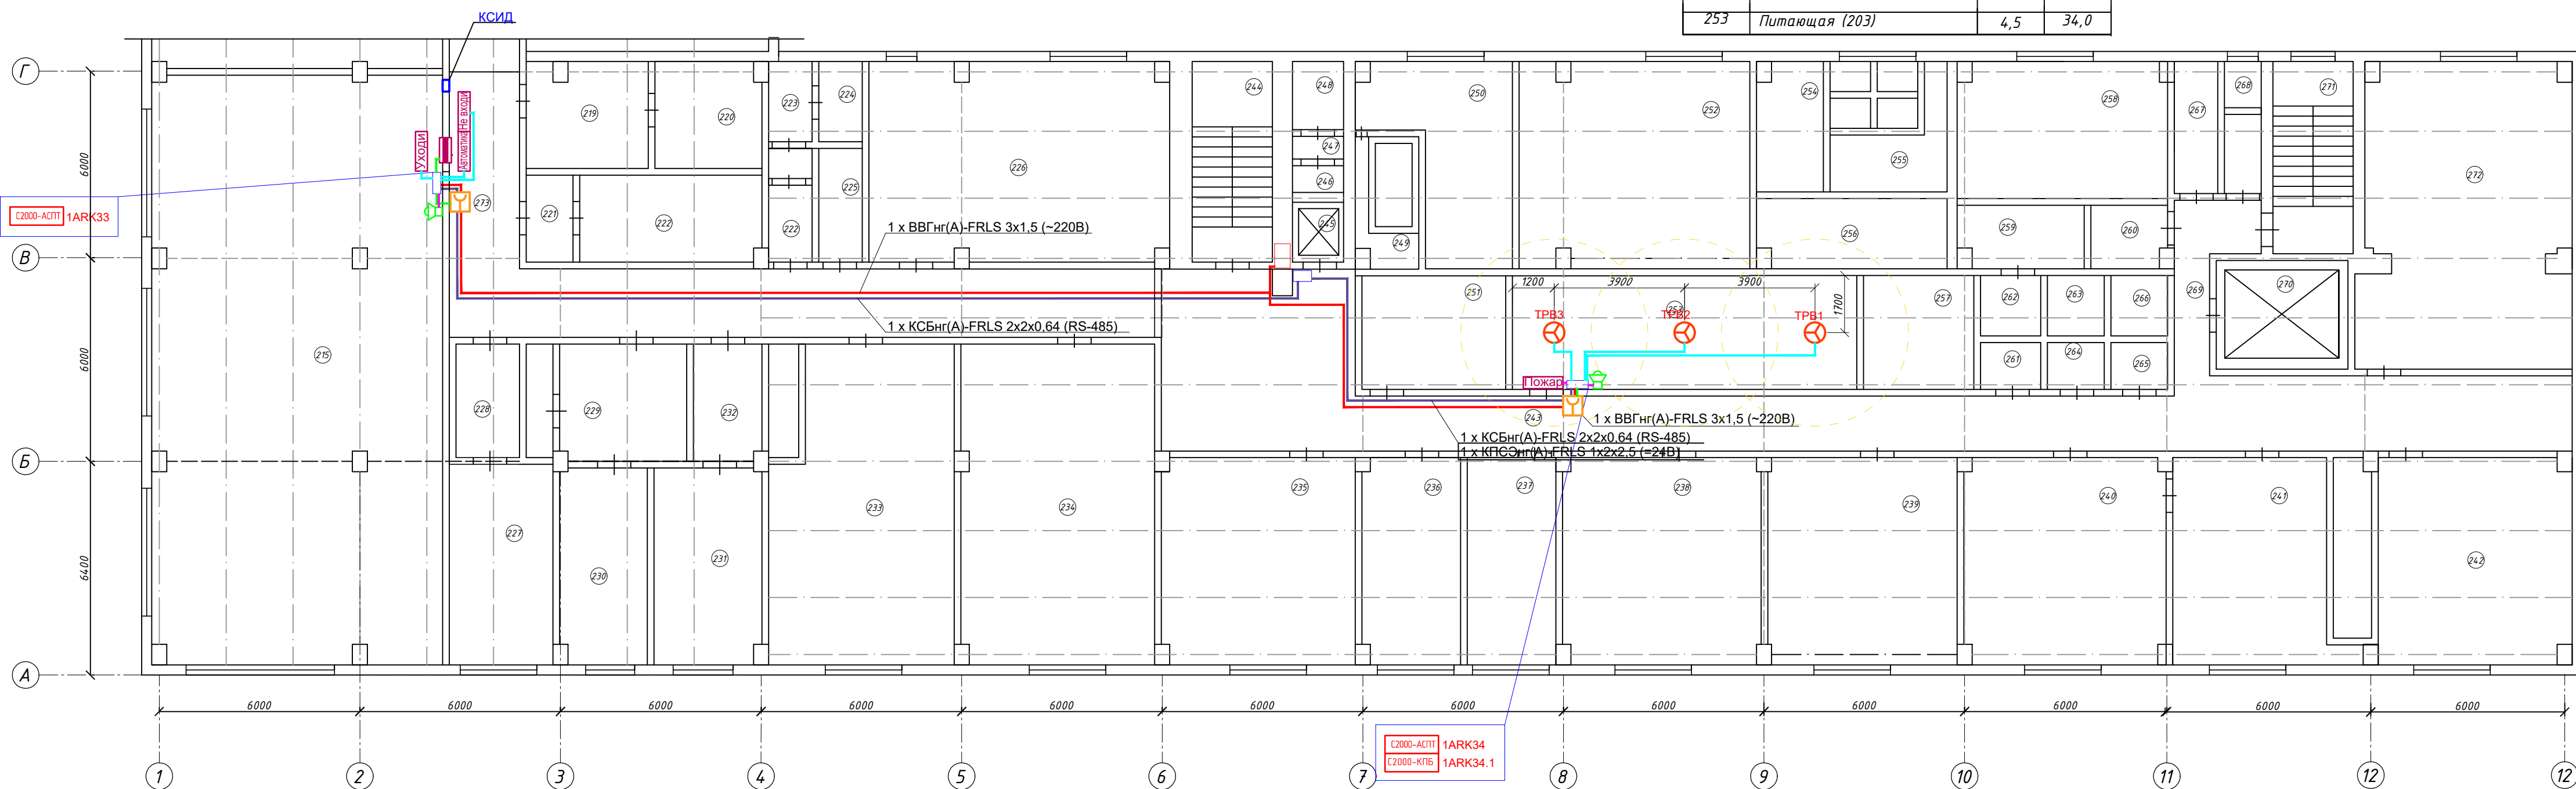 КСИД
253 Питающая (203) 4,5 34,0
Г
В
Б
А
6000
6000
6400
Уходи
Автоматика
Не входи
С2000-АСПТ 1ARK33
273
219
220
221
222
223
224
225
222
226
244
248
247
246
245
249
250
252
254
255
256
258
259
260
267
268
271
272
269
270
1 х ВВГнг(А)-FRLS 3х1,5 (~220В)
1 х КСБнг(А)-FRLS 2х2х0,64 (RS-485)
251
1200
3900
3900
1700
253
ТРВ3
ТРВ2
ТРВ1
257
262
263
266
261
264
265
Пожар
243
1 х ВВГнг(А)-FRLS 3х1,5 (~220В)
1 х КСБнг(А)-FRLS 2х2х0,64 (RS-485)
1 х КПСЭнг(А)-FRLS 1х2х2,5 (=24В)
215
228
229
232
227
230
231
233
234
235
236
237
238
239
240
241
242
6000 6000 6000 6000 6000 6000 6000 6000 6000 6000 6000 6000
С2000-АСПТ 1ARK34
С2000-КПБ 1ARK34.1
1 2 3 4 5 6 7 8 9 10 11 12 12